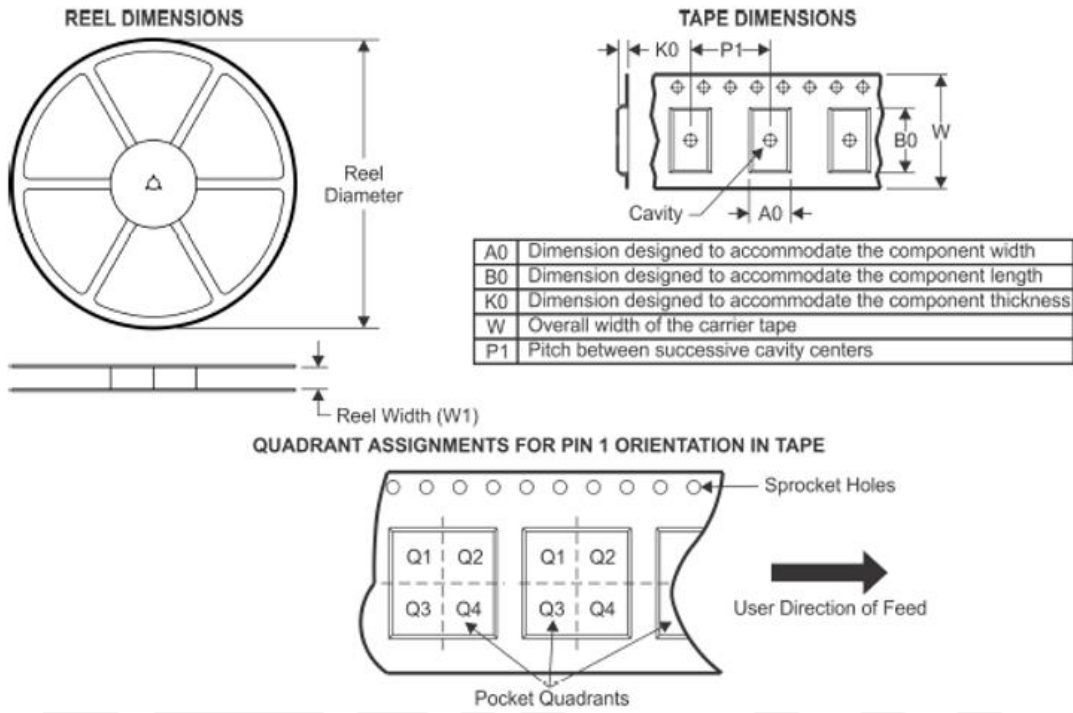 REEL DIMENSIONS
Reel
Diameter
Reel Width (W1)
TAPE DIMENSIONS
K0
P1
B0
W
Cavity
A0
A0 Dimension designed to accommodate the component width
B0 Dimension designed to accommodate the component length
K0 Dimension designed to accommodate the component thickness
W Overall width of the carrier tape
P1 Pitch between successive cavity centers
QUADRANT ASSIGNMENTS FOR PIN 1 ORIENTATION IN TAPE
Sprocket Holes
Q1 Q2 Q1 Q2
Q3 Q4 Q3 Q4
User Direction of Feed
Pocket Quadrants